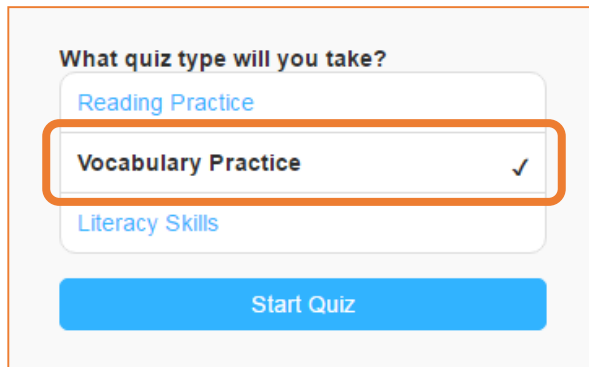 What quiz type will you take?
Reading Practice
Vocabulary Practice ✓
Literacy Skills
Start Quiz